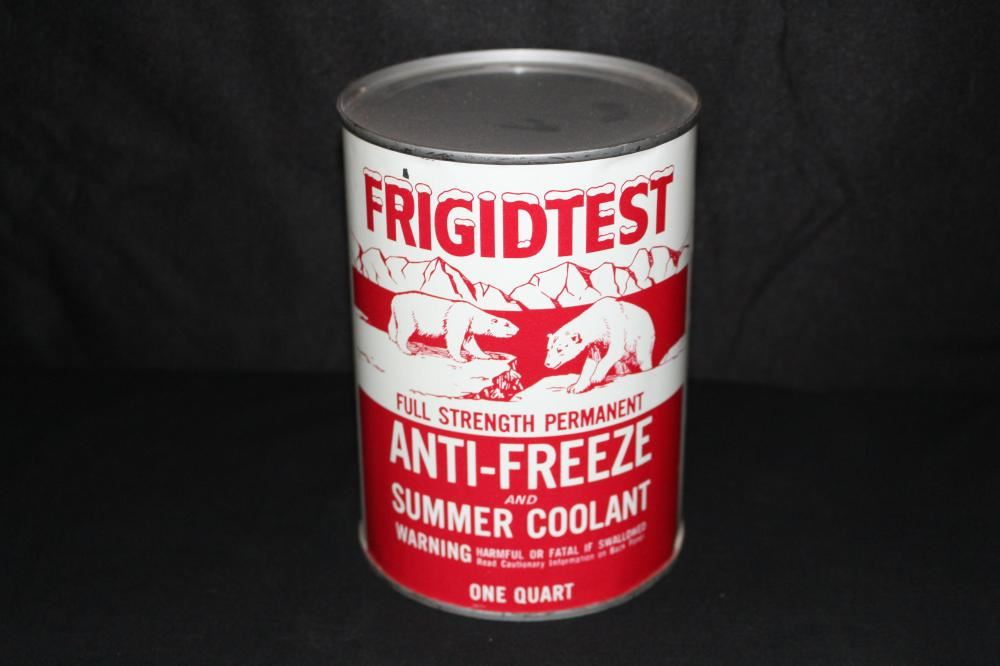 FRIGIDTEST
FULL STRENGTH PERMANENT
ANTI-FREEZE
AND
SUMMER COOLANT
WARNING HARMFUL OR FATAL IF SWALLOWED
Read Cautionary Information on Back Panel
ONE QUART